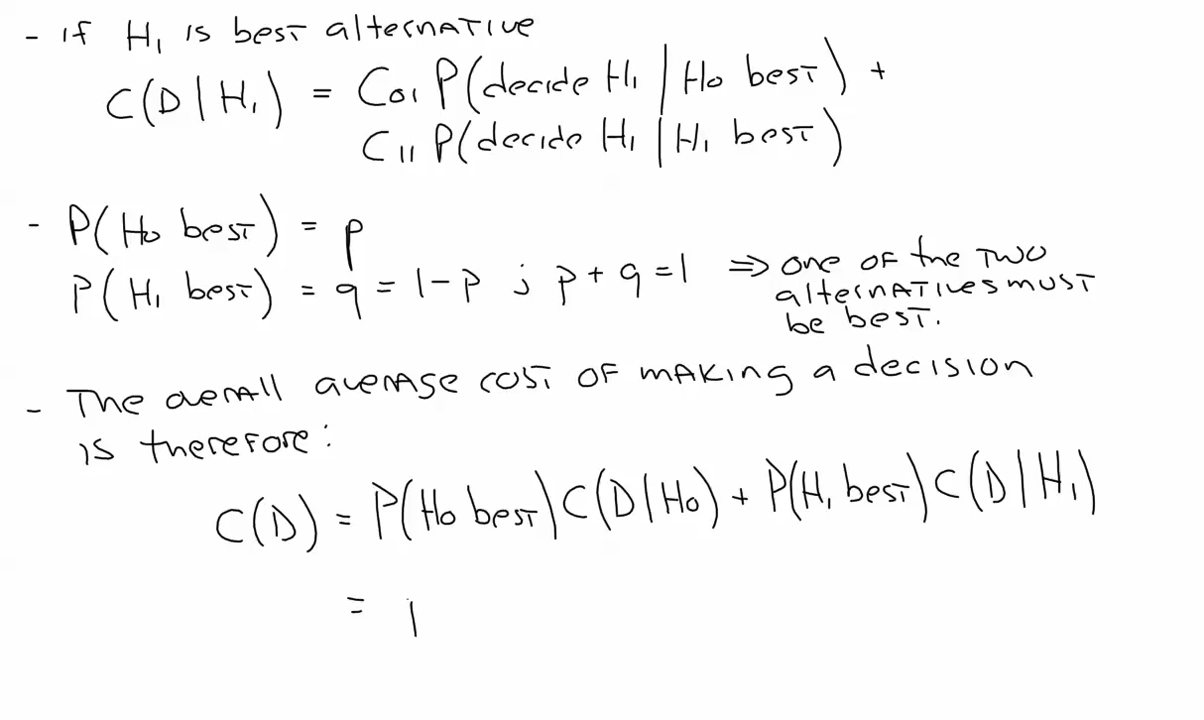 - if H₁ is best alternative
C(D|H₁) = C₀₁ P(decide H₁ | H₀ best) +
C₁₁ P(decide H₁ | H₁ best)
- P(H₀ best) = p
P(H₁ best) = q = 1-p ; p+q=1 ⇒ one of the two
alternatives must
be best.
- The overall average cost of making a decision
is therefore:
C(D) = P(H₀ best) C(D|H₀) + P(H₁ best) C(D|H₁)
=